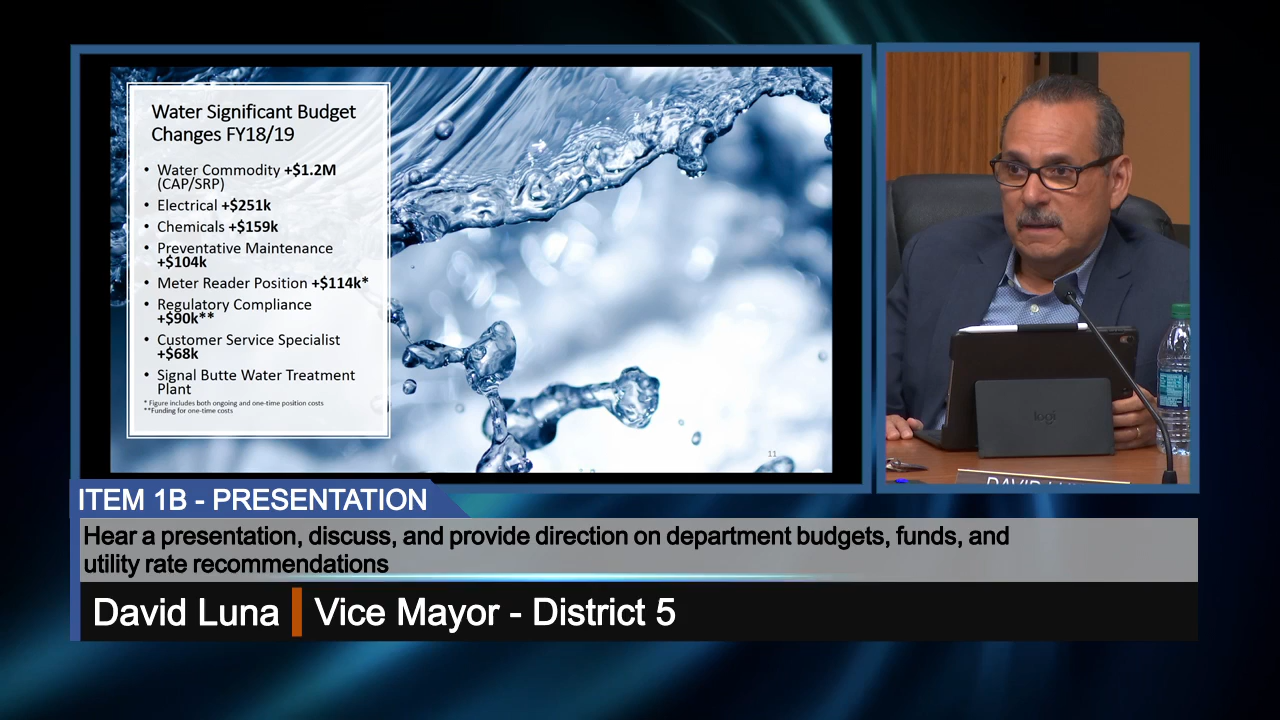 Water Significant Budget
Changes FY18/19
• Water Commodity +$1.2M
(CAP/SRP)
• Electrical +$251k
• Chemicals +$159k
• Preventative Maintenance
+$104k
• Meter Reader Position +$114k*
• Regulatory Compliance
+$90k**
• Customer Service Specialist
+$68k
• Signal Butte Water Treatment
Plant
* Figure includes both ongoing and one-time position costs
**Funding for one-time costs
11
logi
ITEM 1B - PRESENTATION
Hear a presentation, discuss, and provide direction on department budgets, funds, and
utility rate recommendations
David Luna Vice Mayor - District 5